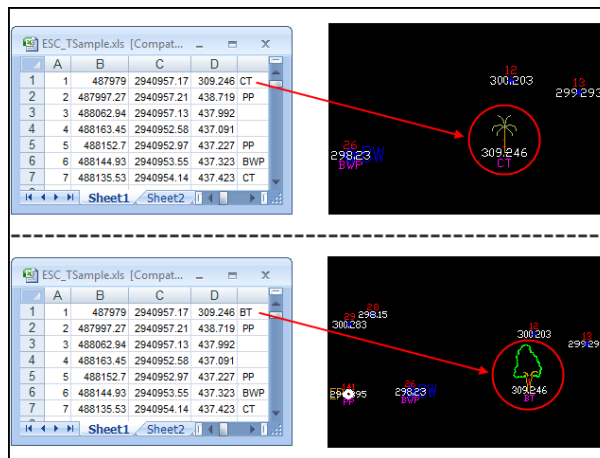 ESC_TSample.xls [Compat...
A B C D
1 1 487979 2940957.17 309.246 CT
2 2 487997.27 2940957.21 438.719 PP
3 3 488062.94 2940957.13 437.992
4 4 488163.45 2940952.58 437.091
5 5 488152.7 2940952.97 437.227 PP
6 6 488144.93 2940953.55 437.323 BWP
7 7 488135.53 2940954.14 437.423 CT
Sheet1 Sheet2
12
300.203
13
299.293
309.246
CT
26
298.23
BWP
ESC_TSample.xls [Compat...
A B C D
1 1 487979 2940957.17 309.246 BT
2 2 487997.27 2940957.21 438.719 PP
3 3 488062.94 2940957.13 437.992
4 4 488163.45 2940952.58 437.091
5 5 488152.7 2940952.97 437.227 PP
6 6 488144.93 2940953.55 437.323 BWP
7 7 488135.53 2940954.14 437.423 CT
Sheet1 Sheet2
28
298.15
29
300.283
12
300.203
13
309.246
BT
141
PP
26
298.23
BWP